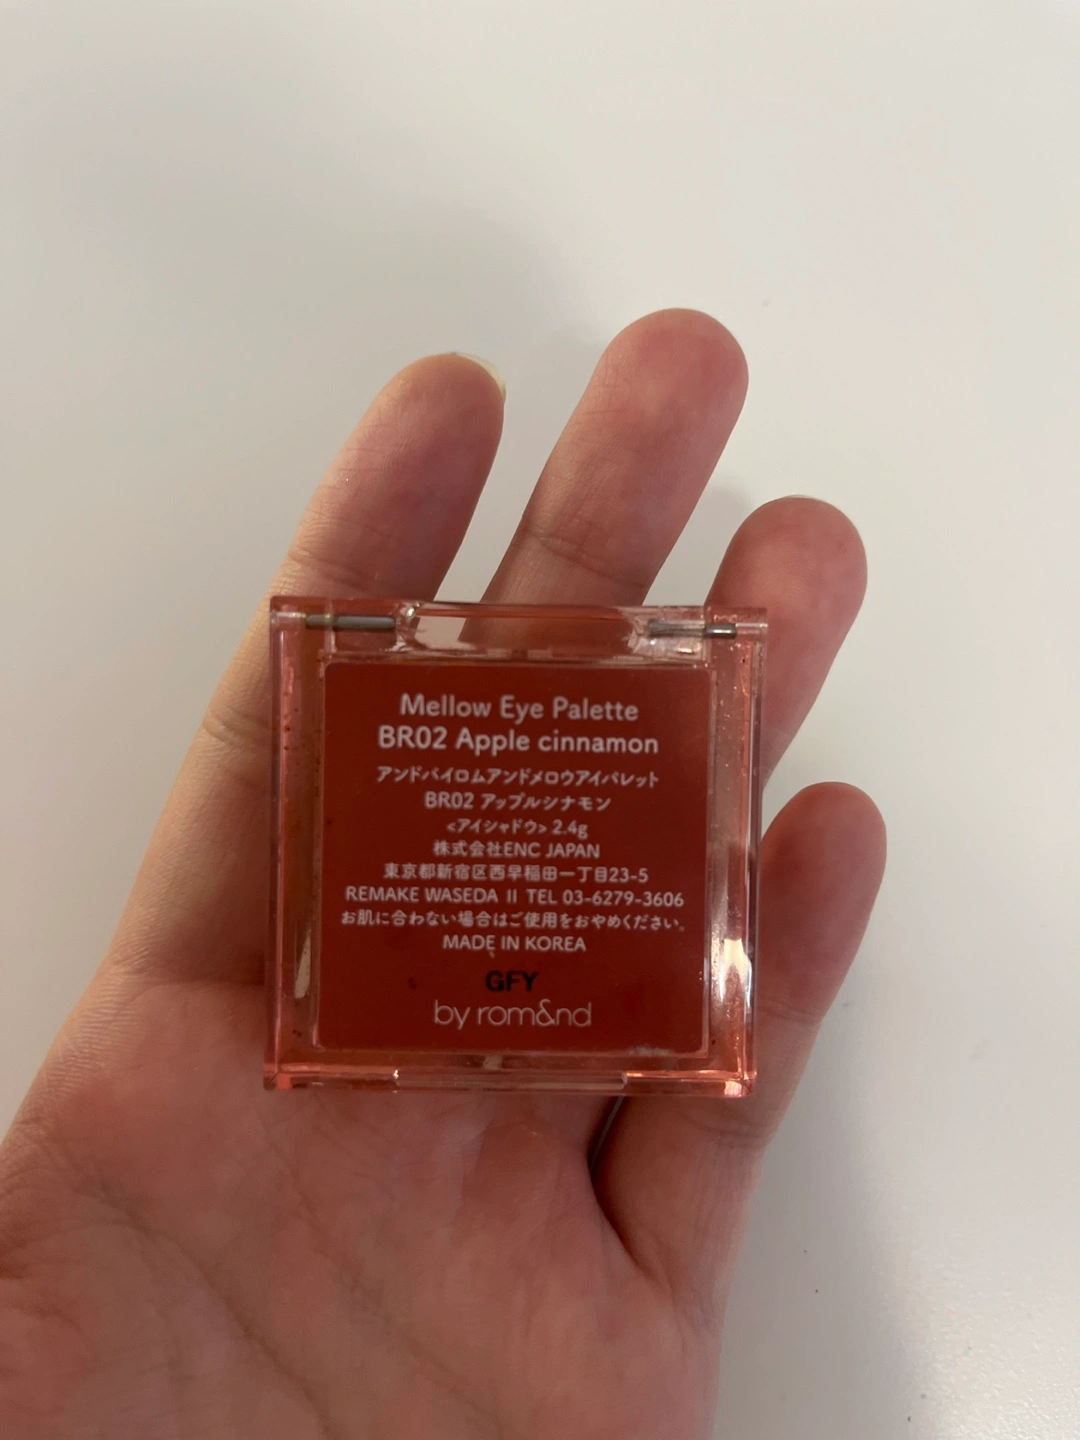 Mellow Eye Palette
BR02 Apple cinnamon
アンドバイロムアンドメロウアイパレット
BR02 アップルシナモン
<アイシャドウ> 2.4g
株式会社ENC JAPAN
東京都新宿区西早稲田一丁目23-5
REMAKE WASEDA II TEL 03-6279-3606
お肌に合わない場合はご使用をおやめください。
MADE IN KOREA
GFY
by rom&nd